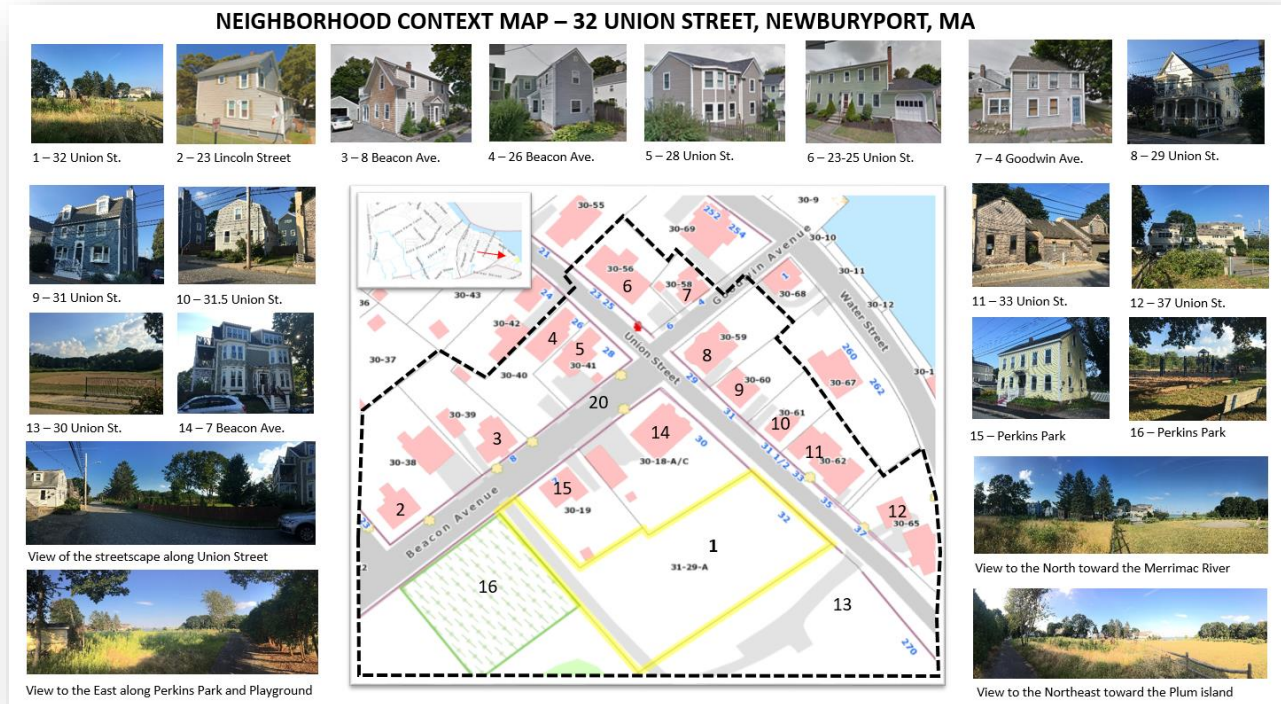 NEIGHBORHOOD CONTEXT MAP – 32 UNION STREET, NEWBURYPORT, MA
1 – 32 Union St.
2 – 23 Lincoln Street
3 – 8 Beacon Ave.
4 – 26 Beacon Ave.
5 – 28 Union St.
6 – 23-25 Union St.
7 – 4 Goodwin Ave.
8 – 29 Union St.
9 – 31 Union St.
10 – 31.5 Union St.
13 – 30 Union St.
14 – 7 Beacon Ave.
View of the streetscape along Union Street
View to the East along Perkins Park and Playground
30-55
30-9
252
254
30-69
30-10
21
30-56
6
23 25
30-58
7
4
6
Goodwin Avenue
1
30-68
30-11
30-12
Water Street
36
30-43
24
30-42
26
4
5
28
30-41
30-40
30-37
Union Street
8
30-59
29
9
30-60
31
260
262
30-67
30-1
20
30-39
3
8
30-38
2
23
14
30
30-18-A/C
10
30-61
31 1/2
11
30-62
33
35
37
12
30-65
15
30-19
Beacon Avenue
2
16
1
31-29-A
32
13
270
11 – 33 Union St.
12 – 37 Union St.
15 – Perkins Park
16 – Perkins Park
View to the North toward the Merrimac River
View to the Northeast toward the Plum island